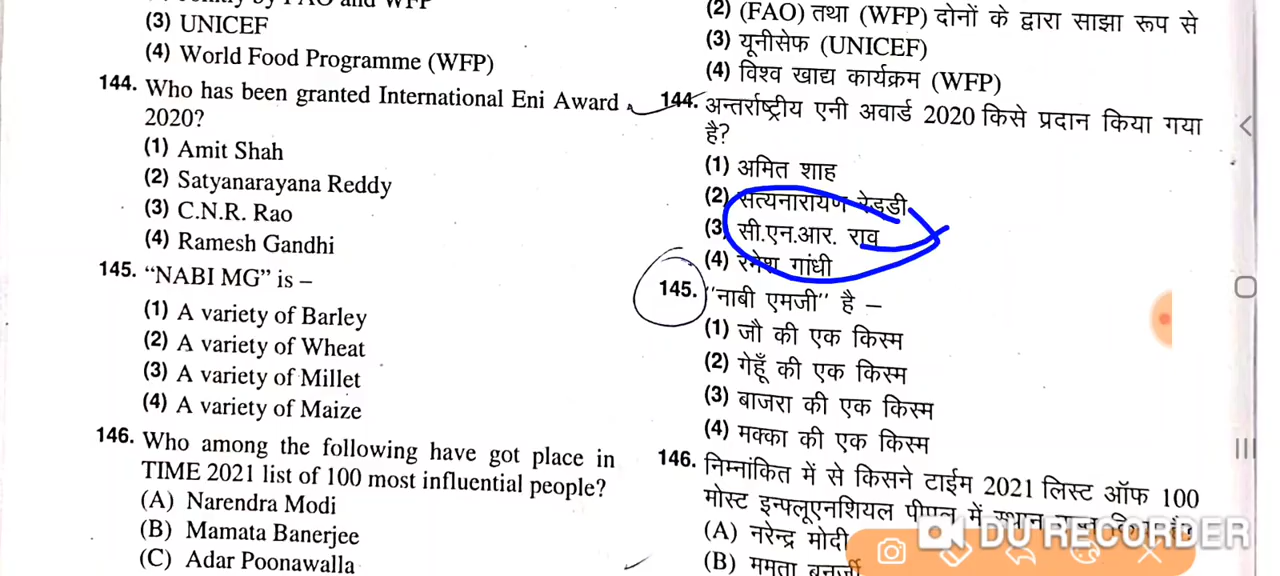 (3) UNICEF
(4) World Food Programme (WFP)
144. Who has been granted International Eni Award
2020?
(1) Amit Shah
(2) Satyanarayana Reddy
(3) C.N.R. Rao
(4) Ramesh Gandhi
145. “NABI MG” is –
(1) A variety of Barley
(2) A variety of Wheat
(3) A variety of Millet
(4) A variety of Maize
146. Who among the following have got place in
TIME 2021 list of 100 most influential people?
(A) Narendra Modi
(B) Mamata Banerjee
(C) Adar Poonawalla
(2) (FAO) तथा (WFP) दोनों के द्वारा साझा रूप से
(3) यूनीसेफ (UNICEF)
(4) विश्व खाद्य कार्यक्रम (WFP)
144. अन्तर्राष्ट्रीय एनी अवार्ड 2020 किसे प्रदान किया गया
है?
(1) अमित शाह
(2) सत्यनारायण रेड्डी
(3) सी.एन.आर. राव
(4) रमेश गांधी
145. ''नाबी एमजी'' है –
(1) जौ की एक किस्म
(2) गेहूँ की एक किस्म
(3) बाजरा की एक किस्म
(4) मक्का की एक किस्म
146. निम्नांकित में से किसने टाईम 2021 लिस्ट ऑफ 100
मोस्ट इन्फ्लूएनशियल पीपल में स्थान
(A) नरेन्द्र मोदी
(B) ममता बनर्जी
DU RECORDER